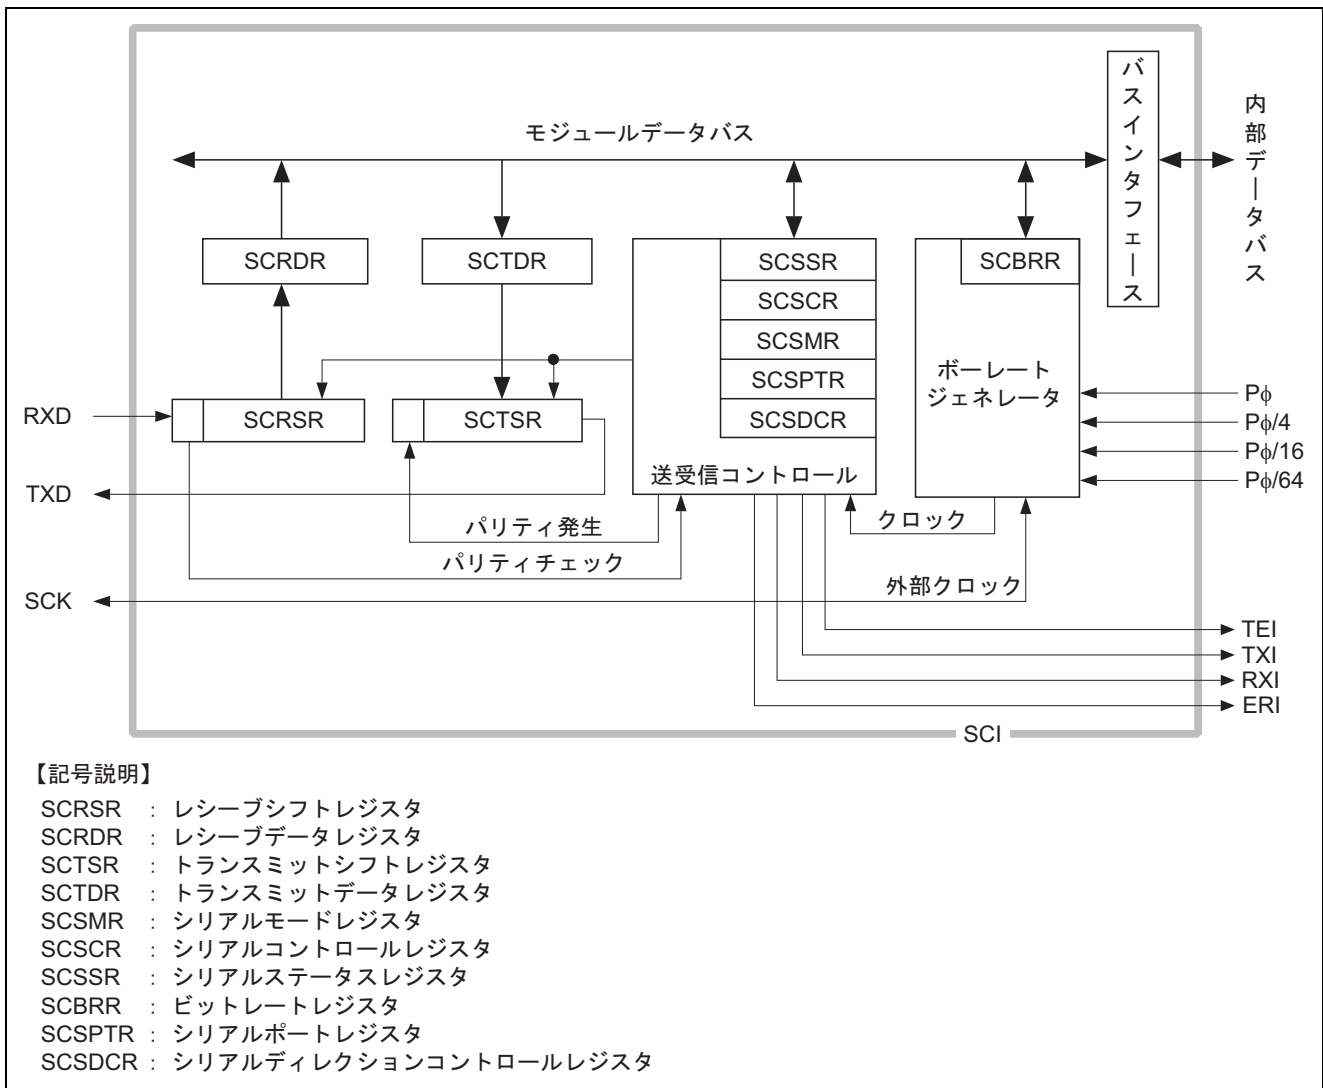 モジュールデータバス
バスインタフェース
内部データバス
SCRDR
SCTDR
SCSSR
SCSCR
SCSMR
SCSPTR
SCSDCR
送受信コントロール
SCBRR
ボーレート
ジェネレータ
Pφ
Pφ/4
Pφ/16
Pφ/64
RXD
SCRSR
SCTSR
TXD
パリティ発生
パリティチェック
クロック
SCK
外部クロック
TEI
TXI
RXI
ERI
SCI
【記号説明】
SCRSR : レシーブシフトレジスタ
SCRDR : レシーブデータレジスタ
SCTSR : トランスミットシフトレジスタ
SCTDR : トランスミットデータレジスタ
SCSMR : シリアルモードレジスタ
SCSCR : シリアルコントロールレジスタ
SCSSR : シリアルステータスレジスタ
SCBRR : ビットレートレジスタ
SCSPTR : シリアルポートレジスタ
SCSDCR : シリアルディレクションコントロールレジスタ